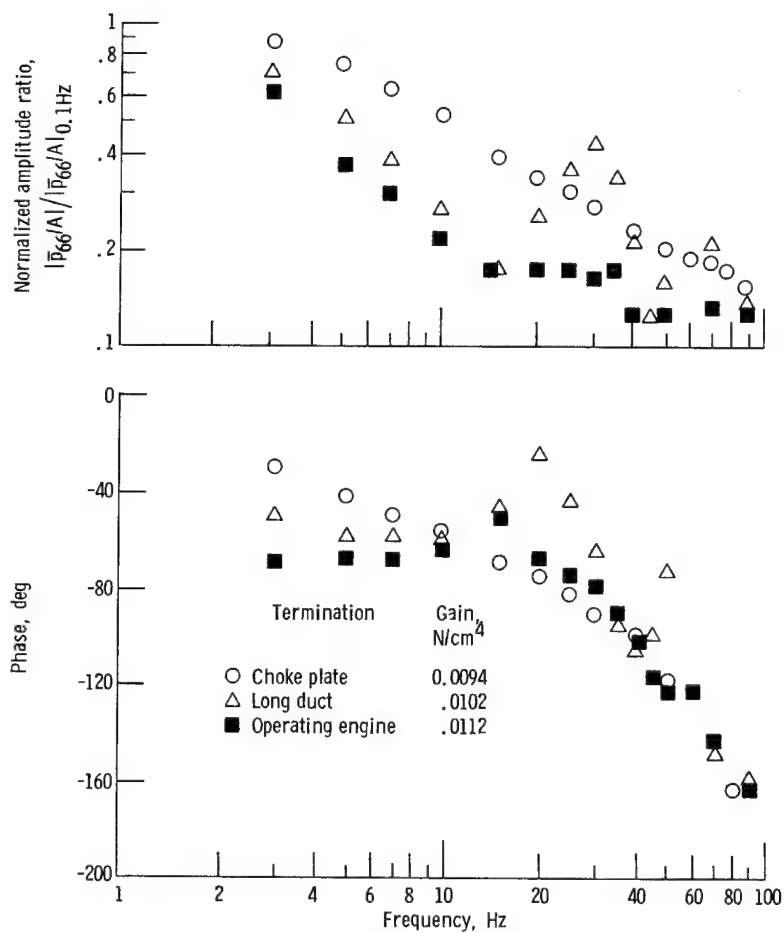 Normalized amplitude ratio,
|p̅66/A|/|p̅66/A|0.1Hz
1
.8
.6
.4
.2
.1
Phase, deg
0
-40
-80
-120
-160
-200
Termination Gain, N/cm4
Choke plate 0.0094
Long duct .0102
Operating engine .0112
1 2 4 6 8 10 20 40 60 80 100
Frequency, Hz